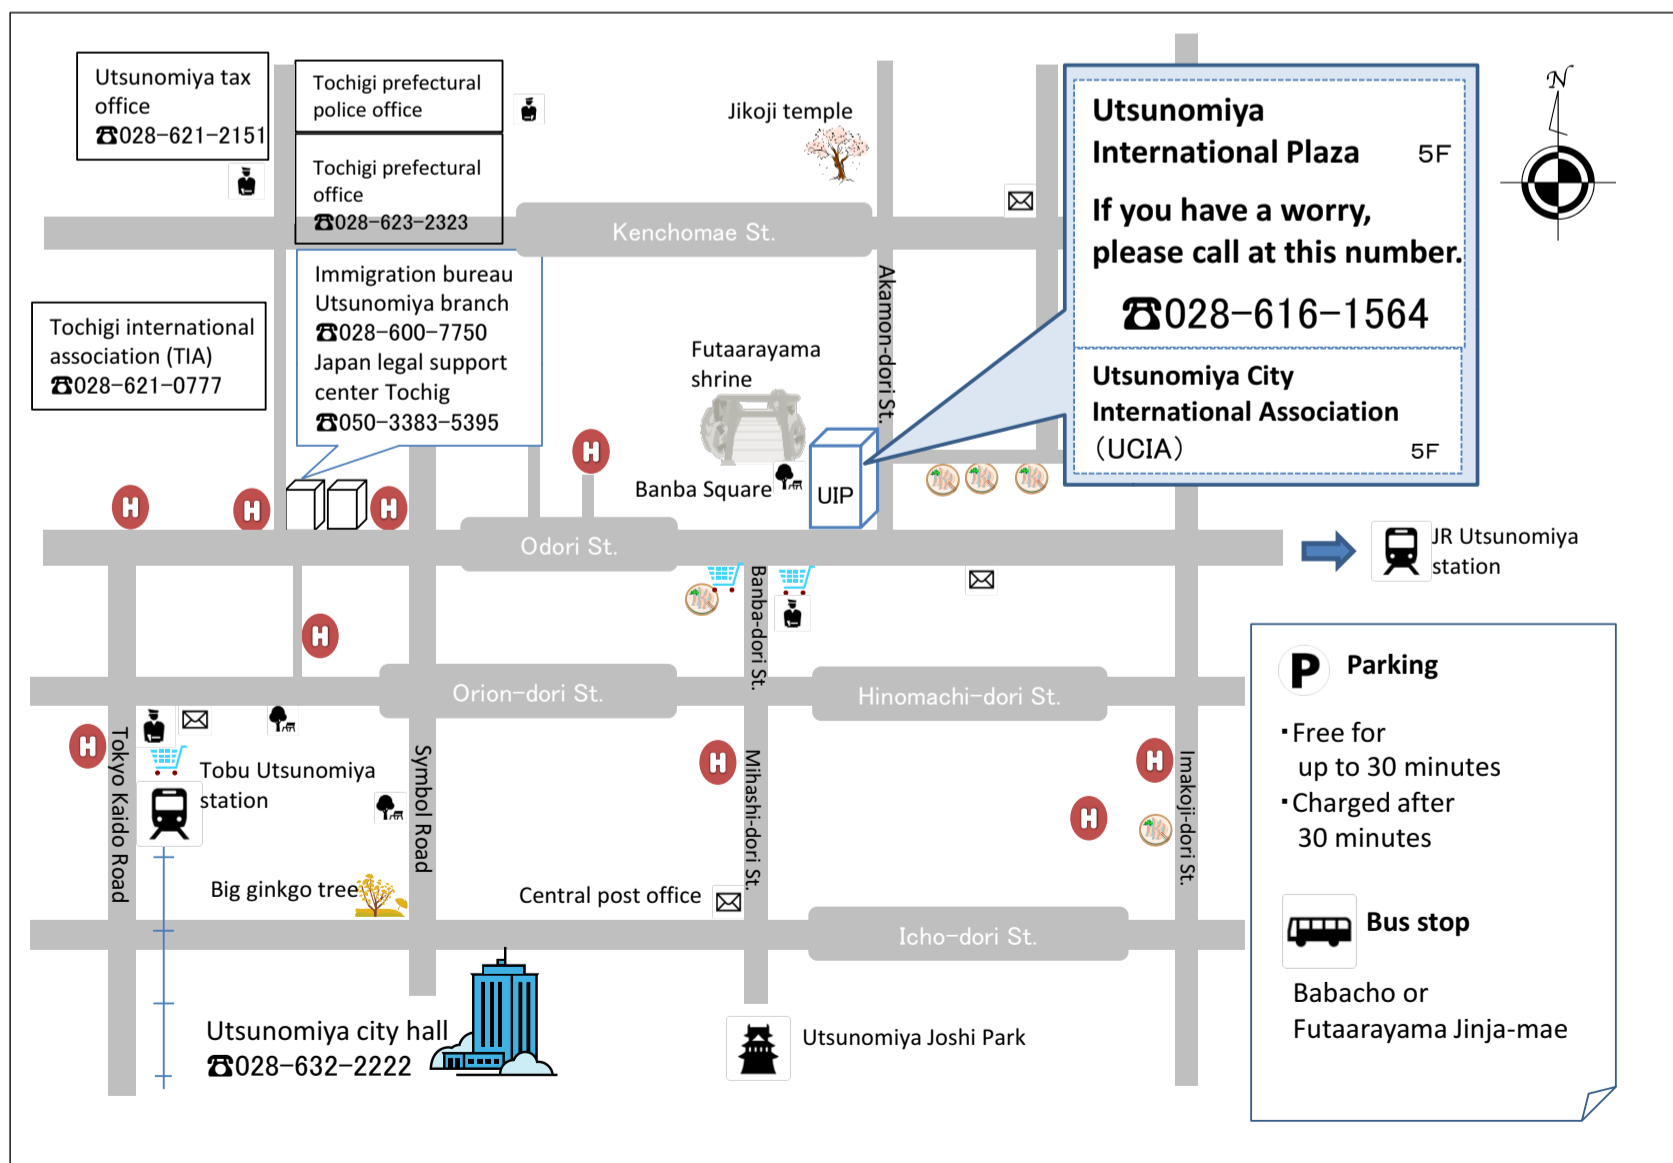 Utsunomiya tax
office
☎028-621-2151
Tochigi prefectural
police office
Tochigi prefectural
office
☎028-623-2323
Jikoji temple
Kenchomae St.
Utsunomiya
International Plaza 5F
If you have a worry,
please call at this number.
☎028-616-1564
Utsunomiya City
International Association
(UCIA) 5F
N
Immigration bureau
Utsunomiya branch
☎028-600-7750
Japan legal support
center Tochig
☎050-3383-5395
Tochigi international
association (TIA)
☎028-621-0777
Akamon-dori St.
Futaarayama
shrine
Banba Square
UIP
H
H
H
H
Odori St.
JR Utsunomiya
station
Banba-dori St.
H
Orion-dori St.
Hinomachi-dori St.
H
Tokyo Kaido Road
Tobu Utsunomiya
station
Symbol Road
H
Mihashi-dori St.
H
H
Imakoji-dori St.
Big ginkgo tree
Central post office
Icho-dori St.
Utsunomiya city hall
☎028-632-2222
Utsunomiya Joshi Park
P Parking
・Free for
up to 30 minutes
・Charged after
30 minutes
Bus stop
Babacho or
Futaarayama Jinja-mae